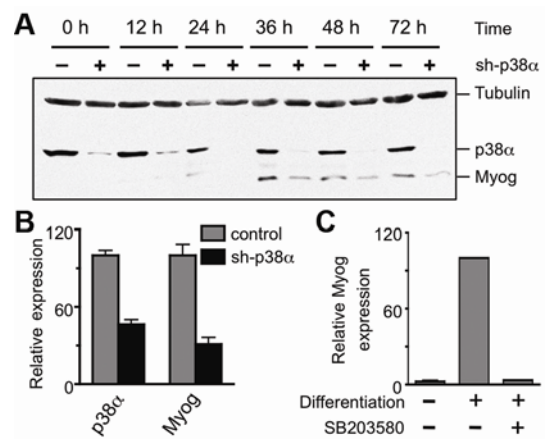 A
0 h 12 h 24 h 36 h 48 h 72 h Time
– + – + – + – + – + – + sh-p38α
Tubulin
p38α
Myog
B
Relative expression
120
60
0
control
sh-p38α
p38α
Myog
C
Relative Myog
expression
120
60
0
Differentiation – + +
SB203580 – – +